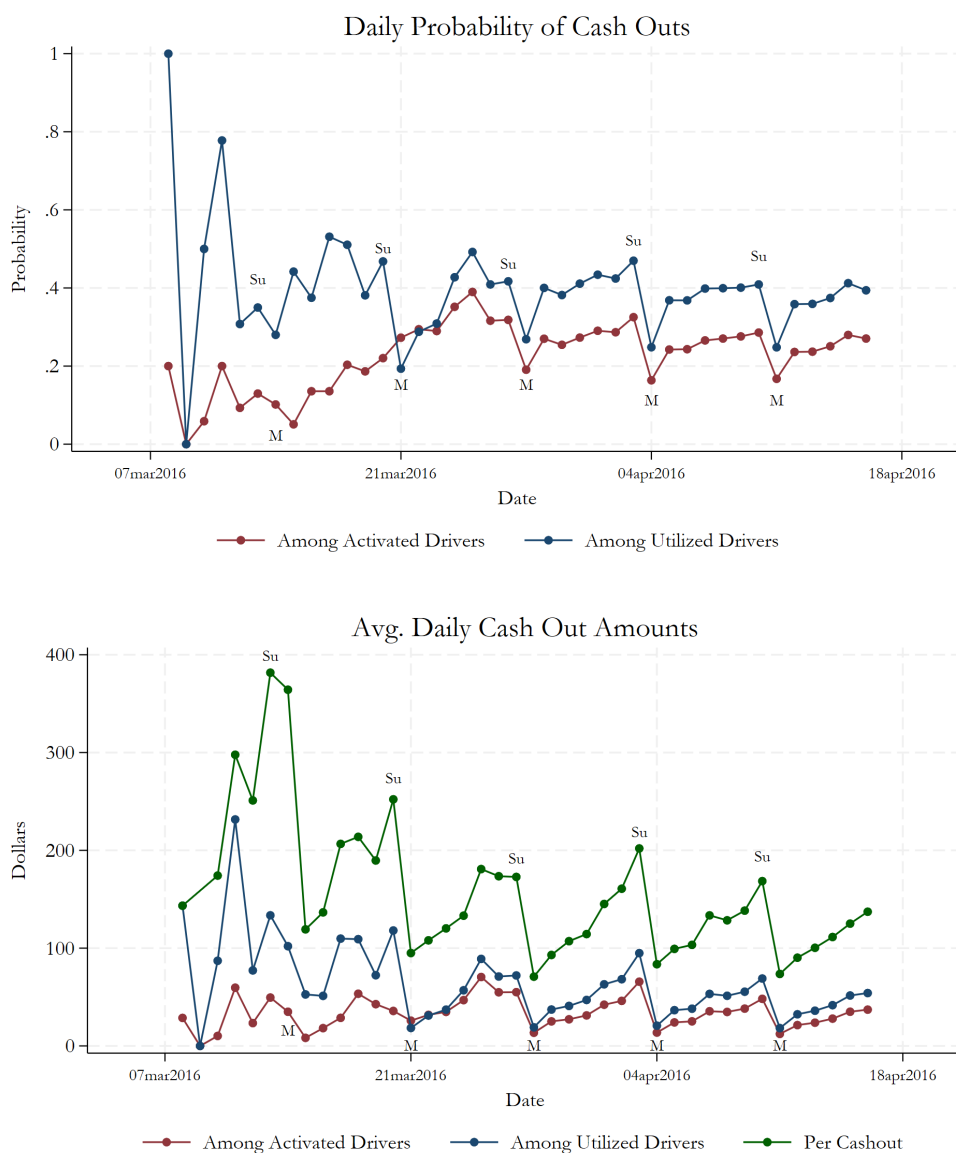 Daily Probability of Cash Outs
1
.8
.6
.4
.2
0
Probability
Su
M
Su
M
Su
M
Su
M
Su
M
07mar2016
21mar2016
04apr2016
18apr2016
Date
Among Activated Drivers
Among Utilized Drivers
Avg. Daily Cash Out Amounts
400
300
200
100
0
Dollars
Su
M
Su
M
Su
M
Su
M
Su
M
07mar2016
21mar2016
04apr2016
18apr2016
Date
Among Activated Drivers
Among Utilized Drivers
Per Cashout